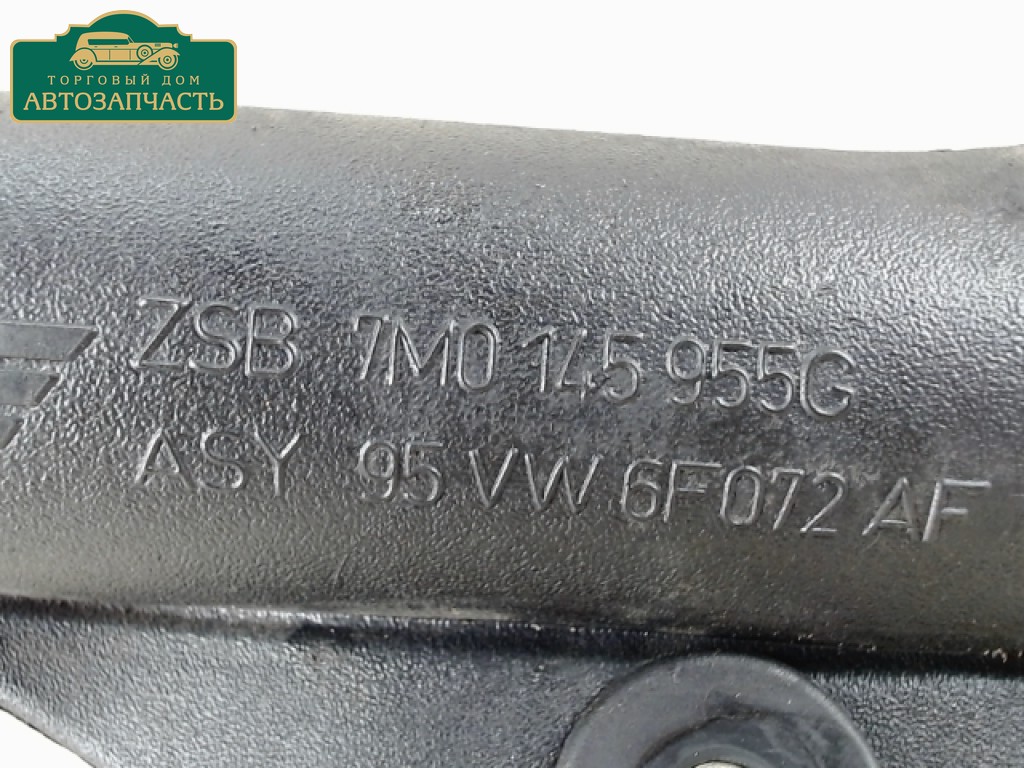 ТОРГОВЫЙ ДОМ
АВТОЗАПЧАСТЬ
ZSB 7M0 145 955G
ASY 95 VW 6F072 AF